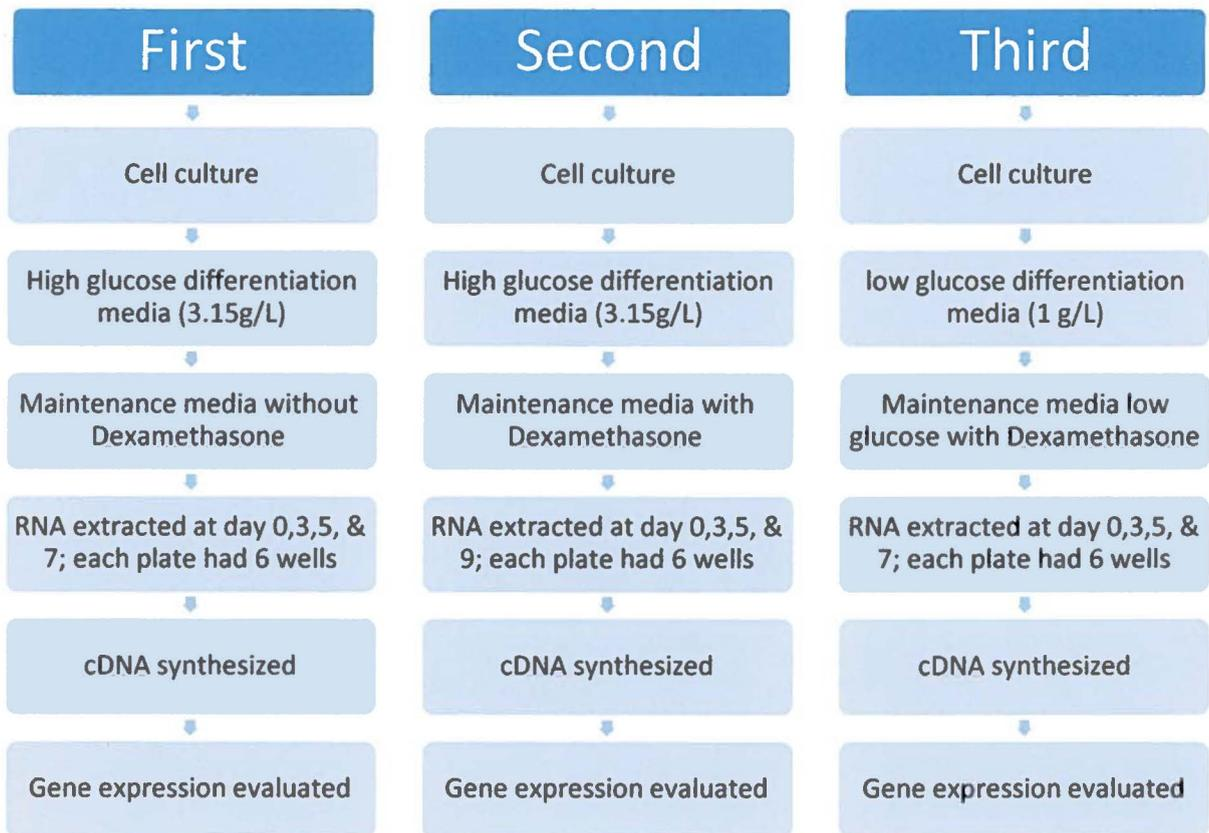 First
Cell culture
High glucose differentiation
media (3.15g/L)
Maintenance media without
Dexamethasone
RNA extracted at day 0,3,5, &
7; each plate had 6 wells
cDNA synthesized
Gene expression evaluated
Second
Cell culture
High glucose differentiation
media (3.15g/L)
Maintenance media with
Dexamethasone
RNA extracted at day 0,3,5, &
9; each plate had 6 wells
cDNA synthesized
Gene expression evaluated
Third
Cell culture
low glucose differentiation
media (1 g/L)
Maintenance media low
glucose with Dexamethasone
RNA extracted at day 0,3,5, &
7; each plate had 6 wells
cDNA synthesized
Gene expression evaluated